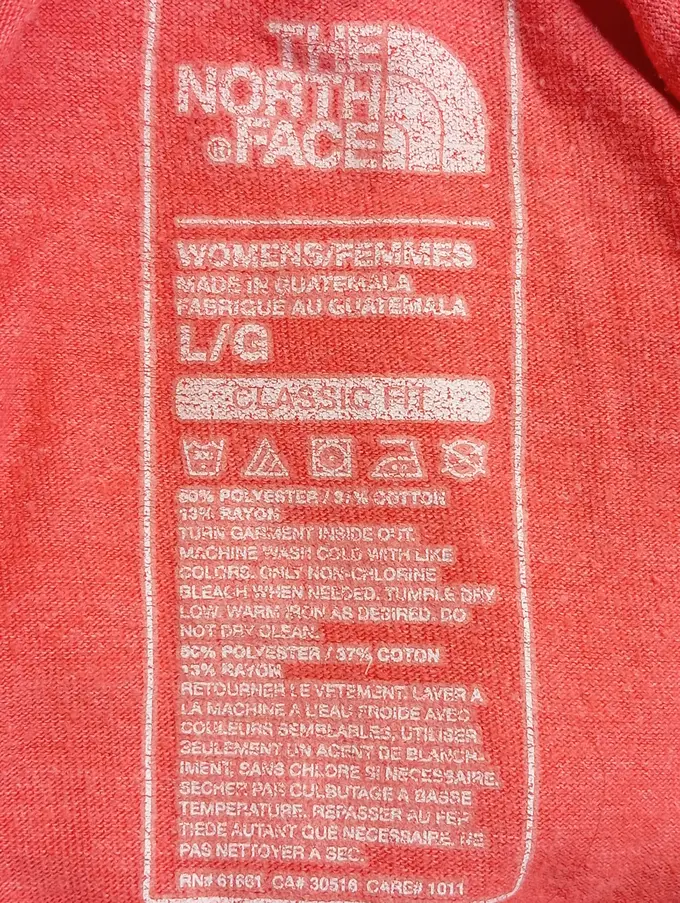 THE
NORTH
FACE
®
WOMENS/FEMMES
MADE IN GUATEMALA
FABRIQUE AU GUATEMALA
L/G
CLASSIC FIT
50% POLYESTER / 37% COTTON
13% RAYON
TURN GARMENT INSIDE OUT.
MACHINE WASH COLD WITH LIKE
COLORS. ONLY NON-CHLORINE
BLEACH WHEN NEEDED. TUMBLE DRY
LOW. WARM IRON AS DESIRED. DO
NOT DRY CLEAN.
50% POLYESTER / 37% COTON
13% RAYON
RETOURNER LE VETEMENT. LAVER A
LA MACHINE A L'EAU FROIDE AVEC
COULEURS SEMBLABLES. UTILISER
SEULEMENT UN AGENT DE BLANCH-
IMENT, SANS CHLORE SI NECESSAIRE.
SECHER PAR CULBUTAGE A BASSE
TEMPERATURE. REPASSER AU FER
TIEDE AUTANT QUE NECESSAIRE. NE
PAS NETTOYER A SEC.
RN# 61661 CA# 30516 CARE# 1011